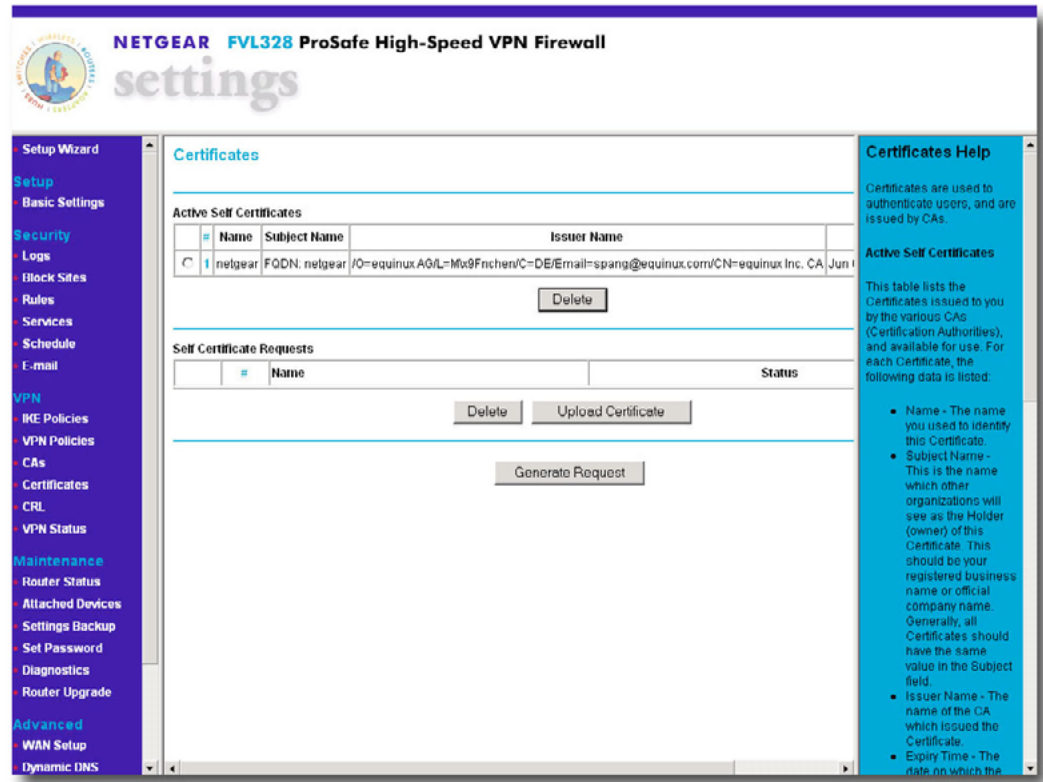 NETGEAR FVL328 ProSafe High-Speed VPN Firewall
settings
WIRELESS ROUTERS ADAPTERS HUBS SWITCHES
Setup Wizard
Setup
Basic Settings
Security
Logs
Block Sites
Rules
Services
Schedule
E-mail
VPN
IKE Policies
VPN Policies
CAs
Certificates
CRL
VPN Status
Maintenance
Router Status
Attached Devices
Settings Backup
Set Password
Diagnostics
Router Upgrade
Advanced
WAN Setup
Dynamic DNS
Certificates
Active Self Certificates
# Name Subject Name Issuer Name
1 netgear FQDN: netgear /O=equinux AG/L=M\x9Fnchen/C=DE/Email=spang@equinux.com/CN=equinux Inc. CA Jun
Delete
Self Certificate Requests
# Name Status
Delete Upload Certificate
Generate Request
Certificates Help
Certificates are used to
authenticate users, and are
issued by CAs.
Active Self Certificates
This table lists the
Certificates issued to you
by the various CAs
(Certification Authorities),
and available for use. For
each Certificate, the
following data is listed:
Name - The name
you used to identify
this Certificate.
Subject Name -
This is the name
which other
organizations will
see as the Holder
(owner) of this
Certificate. This
should be your
registered business
name or official
company name.
Generally, all
Certificates should
have the same
value in the Subject
field.
Issuer Name - The
name of the CA
which issued the
Certificate.
Expiry Time - The
date on which the